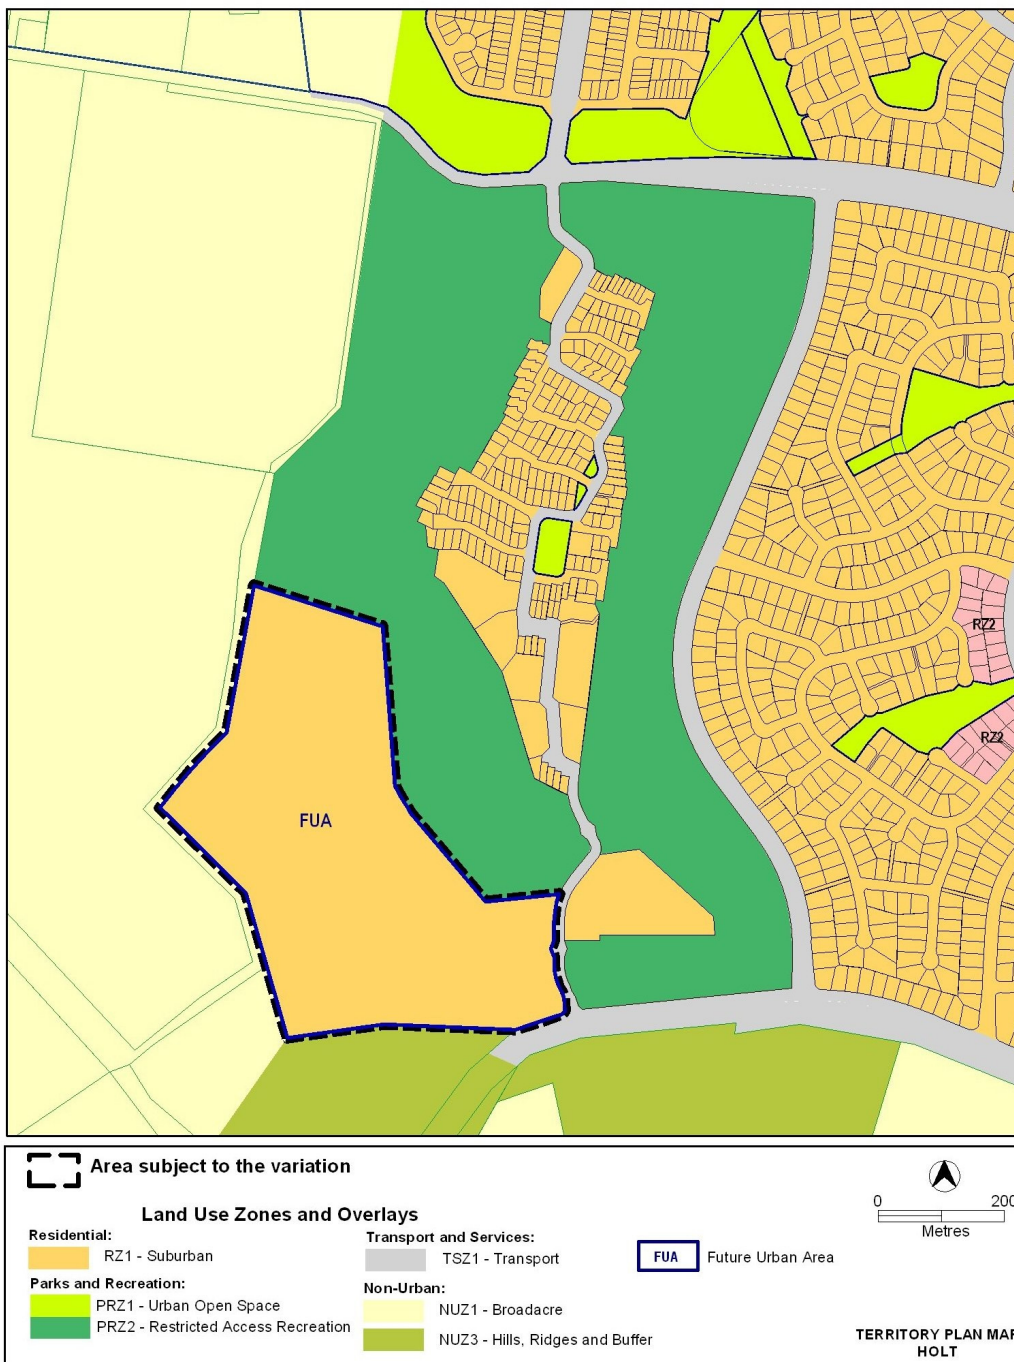 RZ2
RZ2
FUA
Area subject to the variation
Land Use Zones and Overlays
Residential:
RZ1 - Suburban
Parks and Recreation:
PRZ1 - Urban Open Space
PRZ2 - Restricted Access Recreation
Transport and Services:
TSZ1 - Transport
Non-Urban:
NUZ1 - Broadacre
NUZ3 - Hills, Ridges and Buffer
FUA Future Urban Area
0 200
Metres
TERRITORY PLAN MAP
HOLT